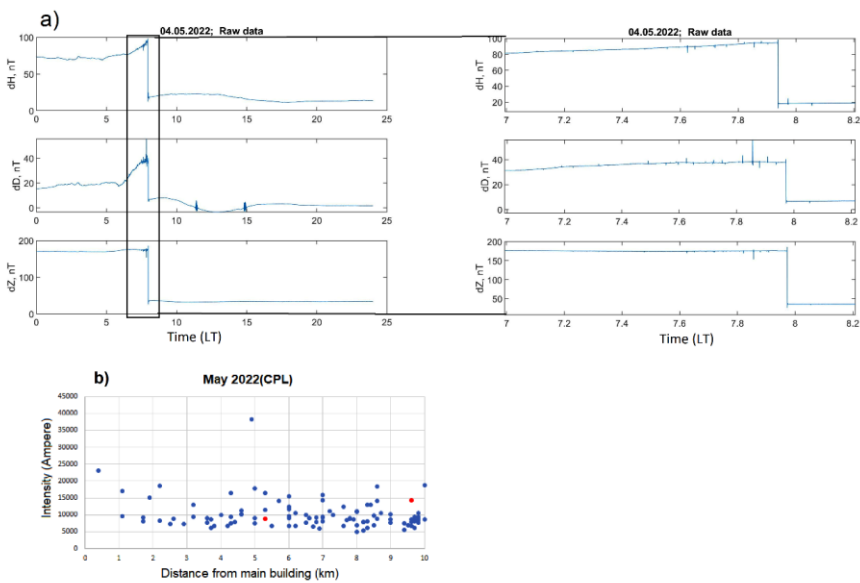 a)
04.05.2022; Raw data
100
50
0
dH, nT
0 5 10 15 20 25
40
20
0
dD, nT
0 5 10 15 20 25
200
100
0
dZ, nT
0 5 10 15 20 25
Time (LT)
04.05.2022; Raw data
100
80
60
40
20
dH, nT
7 7.2 7.4 7.6 7.8 8 8.2
40
20
0
dD, nT
7 7.2 7.4 7.6 7.8 8 8.2
150
100
50
dZ, nT
7 7.2 7.4 7.6 7.8 8 8.2
Time (LT)
b)
May 2022(CPL)
45000
40000
35000
30000
25000
20000
15000
10000
5000
0
Intensity (Ampere)
0 1 2 3 4 5 6 7 8 9 10
Distance from main building (km)